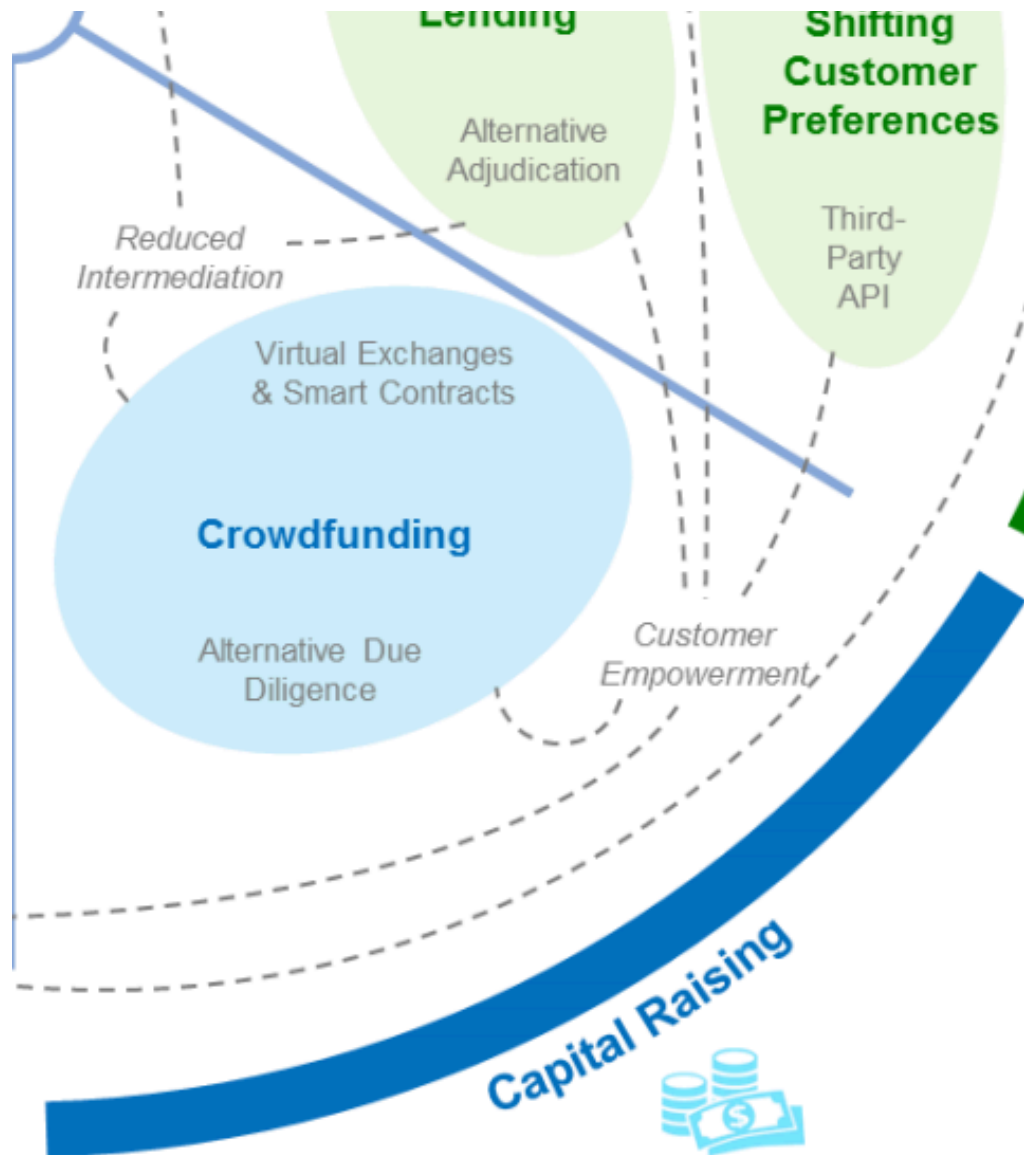 Lending
Shifting
Customer
Preferences
Alternative
Adjudication
Third-
Party
API
Reduced
Intermediation
Virtual Exchanges
& Smart Contracts
Crowdfunding
Alternative Due
Diligence
Customer
Empowerment
Capital Raising
$